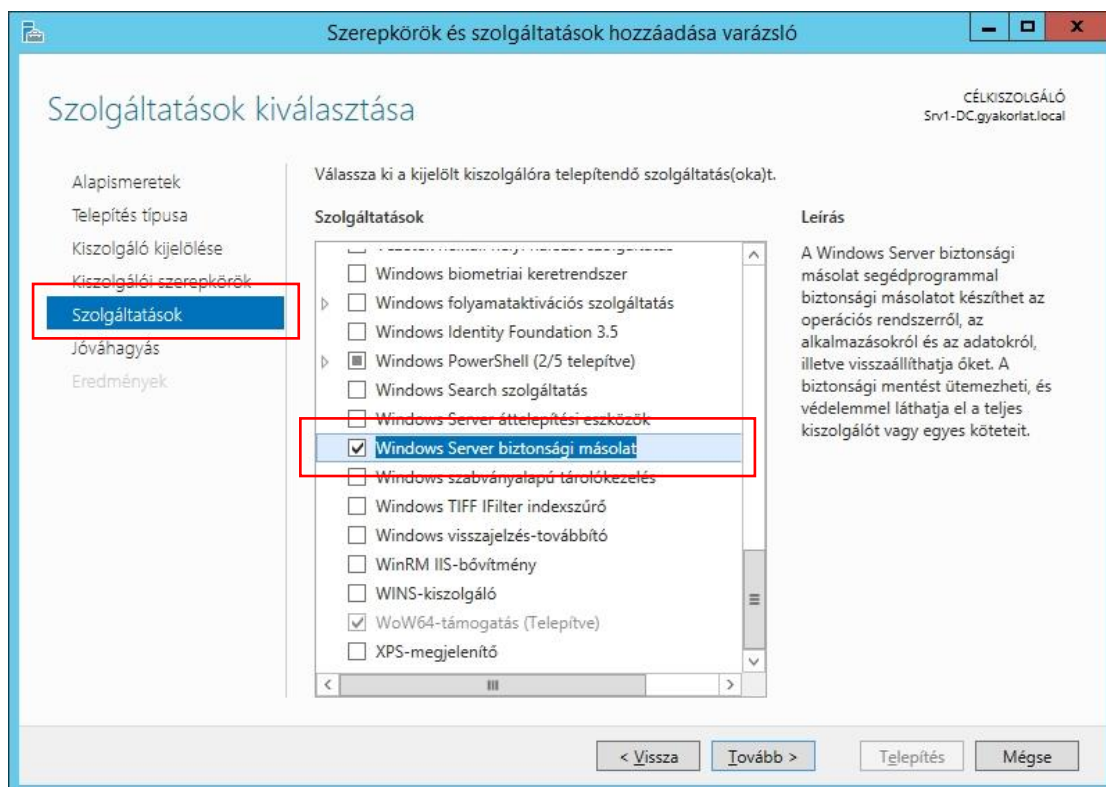 Szerepkörök és szolgáltatások hozzáadása varázsló
Szolgáltatások kiválasztása
CÉLKISZOLGÁLÓ
Srv1-DC.gyakorlat.local
Alapismeretek
Telepítés típusa
Kiszolgáló kijelölése
Kiszolgálói szerepkörök
Szolgáltatások
Jóváhagyás
Eredmények
Válassza ki a kijelölt kiszolgálóra telepítendő szolgáltatás(oka)t.
Szolgáltatások
Windows biometriai keretrendszer
Windows folyamataktivációs szolgáltatás
Windows Identity Foundation 3.5
Windows PowerShell (2/5 telepítve)
Windows Search szolgáltatás
Windows Server áttelepítési eszközök
Windows Server biztonsági másolat
Windows szabványalapú tárolókezelés
Windows TIFF IFilter indexszűrő
Windows visszajelzés-továbbító
WinRM IIS-bővítmény
WINS-kiszolgáló
WoW64-támogatás (Telepítve)
XPS-megjelenítő
Leírás
A Windows Server biztonsági
másolat segédprogrammal
biztonsági másolatot készíthet az
operációs rendszerről, az
alkalmazásokról és az adatokról,
illetve visszaállíthatja őket. A
biztonsági mentést ütemezheti, és
védelemmel láthatja el a teljes
kiszolgálót vagy egyes köteteit.
< Vissza
Tovább >
Telepítés
Mégse